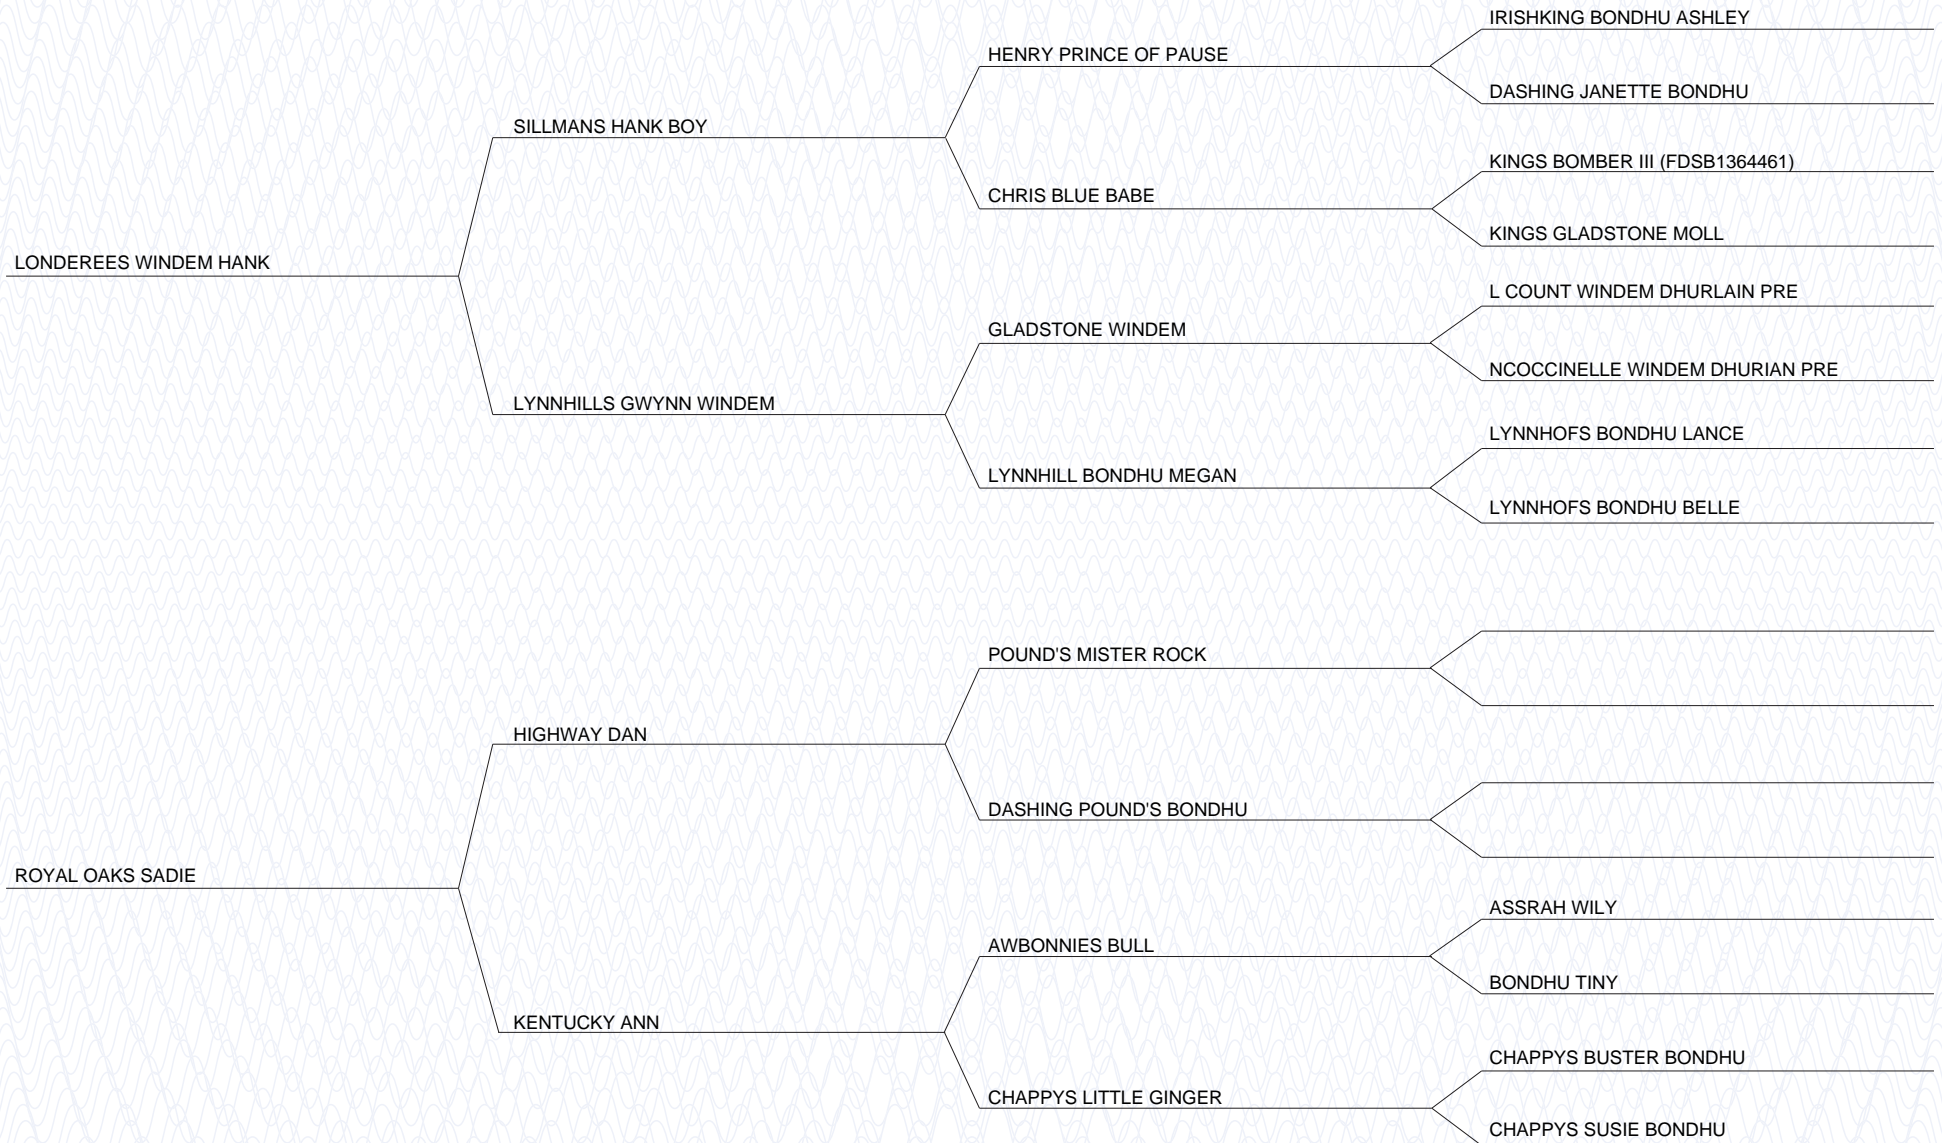 IRISHKING BONDHU ASHLEY
HENRY PRINCE OF PAUSE
DASHING JANETTE BONDHU
SILLMANS HANK BOY
KINGS BOMBER III (FDSB1364461)
CHRIS BLUE BABE
KINGS GLADSTONE MOLL
LONDEREES WINDEM HANK
L COUNT WINDEM DHURLAIN PRE
GLADSTONE WINDEM
NCOCCINELLE WINDEM DHURIAN PRE
LYNNHILLS GWYNN WINDEM
LYNNHOFS BONDHU LANCE
LYNNHILL BONDHU MEGAN
LYNNHOFS BONDHU BELLE
POUND'S MISTER ROCK
HIGHWAY DAN
DASHING POUND'S BONDHU
ROYAL OAKS SADIE
ASSRAH WILY
AWBONNIES BULL
BONDHU TINY
KENTUCKY ANN
CHAPPYS BUSTER BONDHU
CHAPPYS LITTLE GINGER
CHAPPYS SUSIE BONDHU